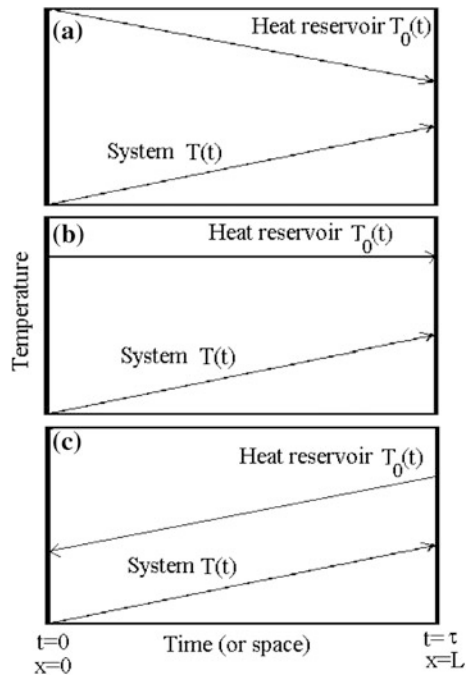 (a)
Heat reservoir T₀(t)
System T(t)
(b)
Heat reservoir T₀(t)
System T(t)
(c)
Heat reservoir T₀(t)
System T(t)
Temperature
t=0
x=0
Time (or space)
t= τ
x=L